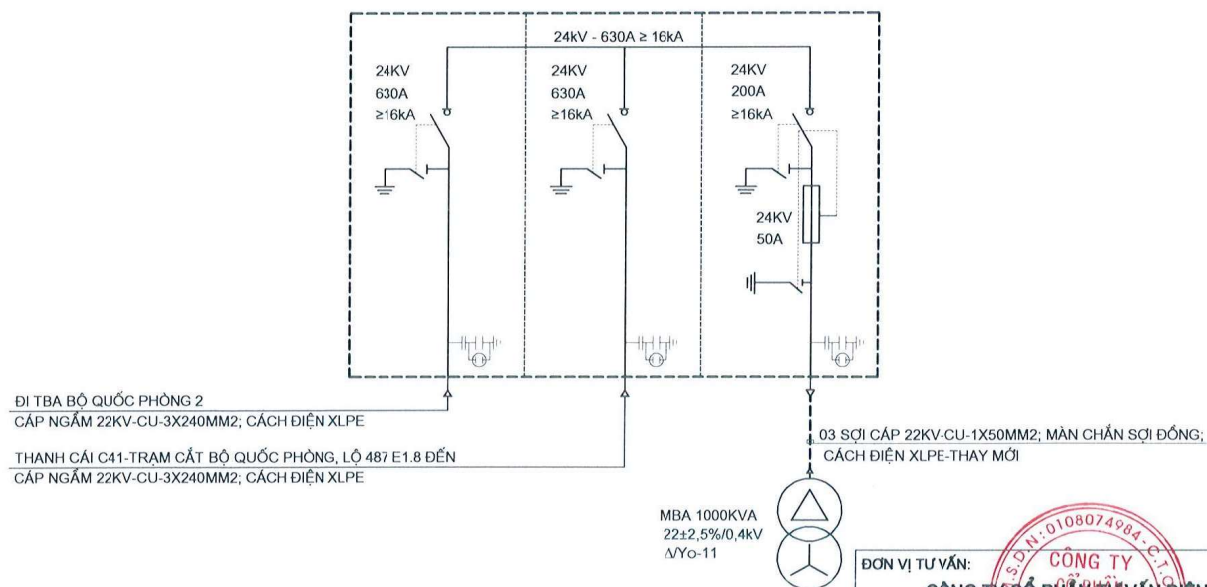 24kV - 630A ≥ 16kA
24KV
630A
≥16kA
24KV
630A
≥16kA
24KV
200A
≥16kA
24KV
50A
ĐI TBA BỘ QUỐC PHÒNG 2
CÁP NGẦM 22KV-CU-3X240MM2; CÁCH ĐIỆN XLPE
THANH CÁI C41-TRẠM CẮT BỘ QUỐC PHÒNG, LỘ 487 E1.8 ĐẾN
CÁP NGẦM 22KV-CU-3X240MM2; CÁCH ĐIỆN XLPE
03 SỢI CÁP 22KV-CU-1X50MM2; MÀN CHẮN SỢI ĐỒNG;
CÁCH ĐIỆN XLPE-THAY MỚI
MBA 1000KVA
22±2,5%/0,4kV
Δ/Yo-11
ĐƠN VỊ TƯ VẤN:
S.D.N:0108074984-C.T.C
CÔNG TY